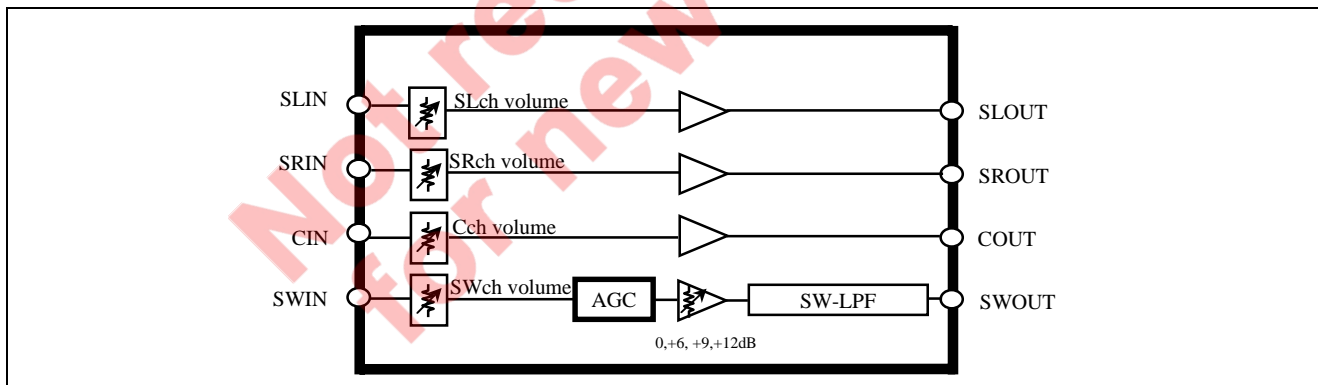 SLIN
SLch volume
SLOUT
SRIN
SRch volume
SROUT
CIN
Cch volume
COUT
SWIN
SWch volume
AGC
SW-LPF
SWOUT
0,+6, +9,+12dB
Not re
for new